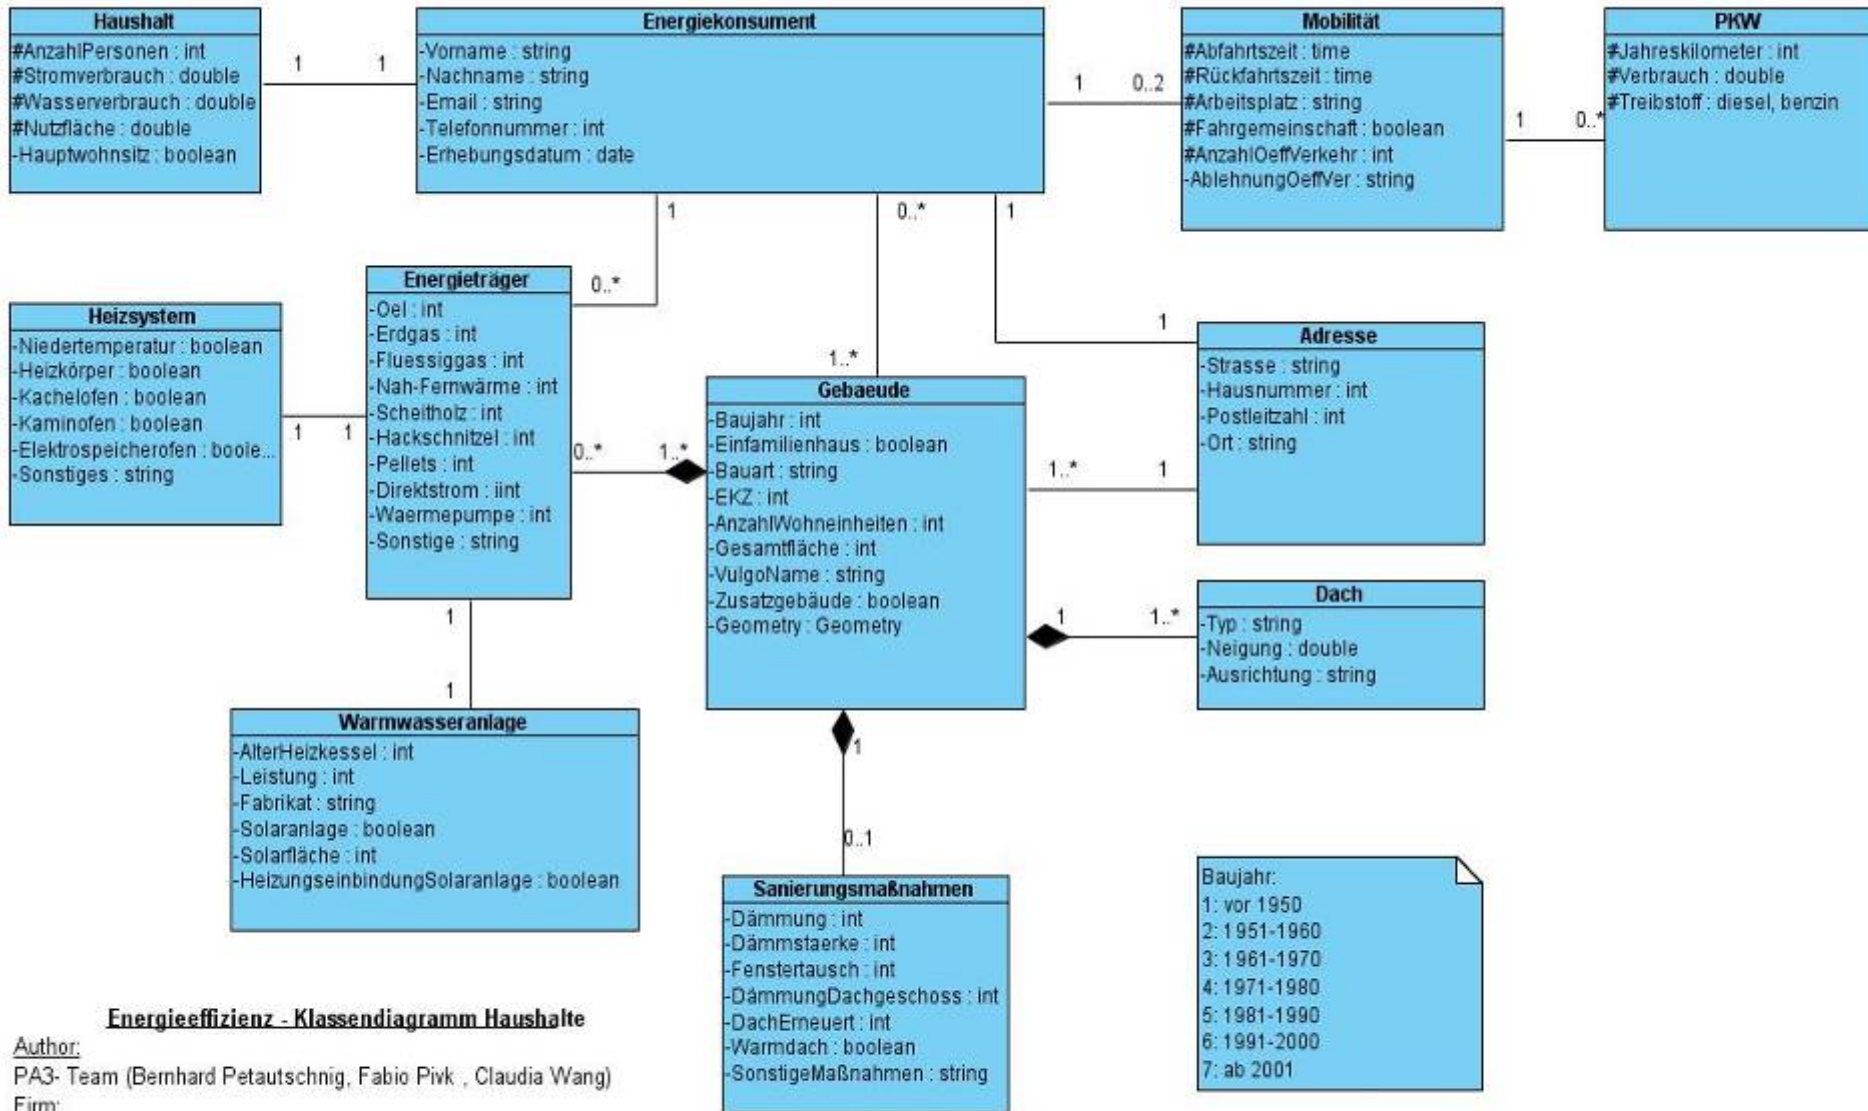 Haushalt
#AnzahlPersonen : int
#Stromverbrauch : double
#Wasserverbrauch : double
#Nutzfläche : double
-Hauptwohnsitz : boolean
1
1
Energiekonsument
-Vorname : string
-Nachname : string
-Email : string
-Telefonnummer : int
-Erhebungsdatum : date
1
0..2
Mobilität
#Abfahrtszeit : time
#Rückfahrtszeit : time
#Arbeitsplatz : string
#Fahrgemeinschaft : boolean
#AnzahlOeffVerkehr : int
-AblehnungOeffVer : string
1
0..*
PKW
#Jahreskilometer : int
#Verbrauch : double
#Treibstoff : diesel, benzin
1
0..*
0..*
1..*
1
1
Heizsystem
-Niedertemperatur : boolean
-Heizkörper : boolean
-Kachelofen : boolean
-Kaminofen : boolean
-Elektrospeicherofen : boole...
-Sonstiges : string
1
1
Energieträger
-Oel : int
-Erdgas : int
-Fluessiggas : int
-Nah-Fernwärme : int
-Scheitholz : int
-Hackschnitzel : int
-Pellets : int
-Direktstrom : iint
-Waermepumpe : int
-Sonstige : string
0..*
1..*
Gebaeude
-Baujahr : int
-Einfamilienhaus : boolean
-Bauart : string
-EKZ : int
-AnzahlWohneinheiten : int
-Gesamtfläche : int
-VulgoName : string
-Zusatzgebäude : boolean
-Geometry : Geometry
1..*
1
Adresse
-Strasse : string
-Hausnummer : int
-Postleitzahl : int
-Ort : string
1
1..*
Dach
-Typ : string
-Neigung : double
-Ausrichtung : string
1
1
Warmwasseranlage
-AlterHeizkessel : int
-Leistung : int
-Fabrikat : string
-Solaranlage : boolean
-Solarfläche : int
-HeizungseinbindungSolaranlage : boolean
1
0..1
Sanierungsmaßnahmen
-Dämmung : int
-Dämmstaerke : int
-Fenstertausch : int
-DämmungDachgeschoss : int
-DachErneuert : int
-Warmdach : boolean
-SonstigeMaßnahmen : string
Baujahr:
1: vor 1950
2: 1951-1960
3: 1961-1970
4: 1971-1980
5: 1981-1990
6: 1991-2000
7: ab 2001
Energieeffizienz - Klassendiagramm Haushalte
Author:
PA3- Team (Bernhard Petautschnig, Fabio Pivk , Claudia Wang)
Firm: